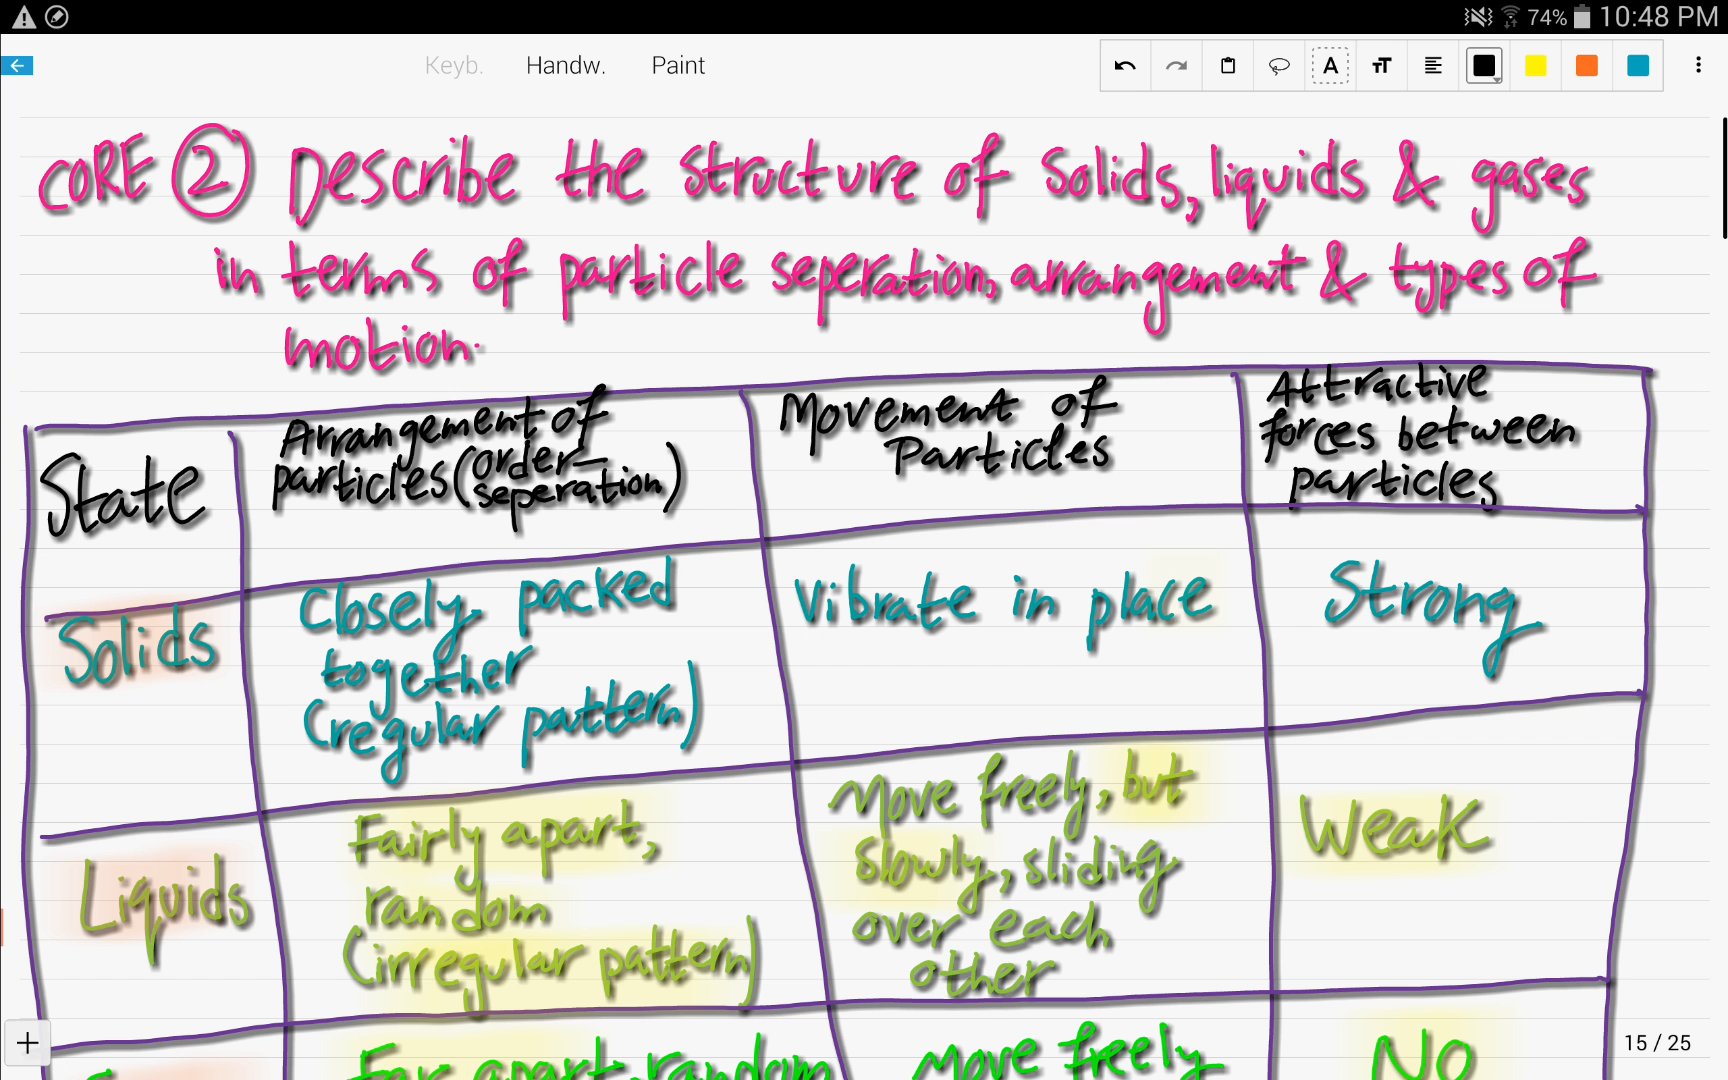 74% 10:48 PM
Keyb. Handw. Paint
A TT
CORE 2 Describe the structure of solids, liquids & gases
in terms of particle seperation, arrangement & types of
motion.
State
Arrangement of
particles (order-
seperation)
Movement of
Particles
Attractive
forces between
particles
Solids
Closely packed
together
(regular pattern)
Vibrate in place
Strong
Liquids
Fairly apart,
random
(irregular pattern)
Move freely, but
slowly, sliding
over each
other
Weak
Far apart, random
Move freely
No
15 / 25